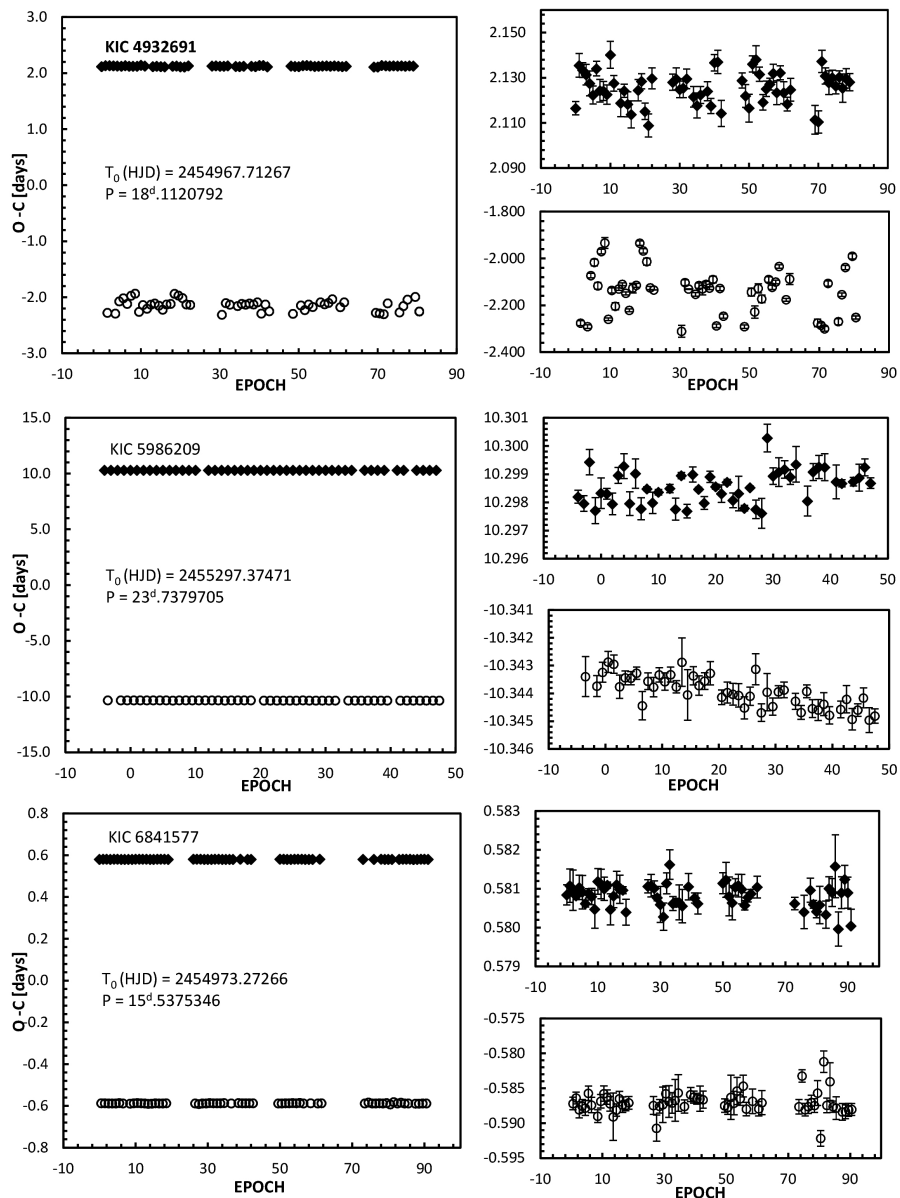 3.0
2.0
1.0
0.0
-1.0
-2.0
-3.0
O -C [days]
KIC 4932691
T0 (HJD) = 2454967.71267
P = 18d.1120792
-10 10 30 50 70 90
EPOCH
2.150
2.130
2.110
2.090
-10 10 30 50 70 90
-1.800
-2.000
-2.200
-2.400
-10 10 30 50 70 90
EPOCH
15.0
10.0
5.0
0.0
-5.0
-10.0
-15.0
O -C [days]
KIC 5986209
T0 (HJD) = 2455297.37471
P = 23d.7379705
-10 0 10 20 30 40 50
EPOCH
10.301
10.300
10.299
10.298
10.297
10.296
-10 0 10 20 30 40 50
-10.341
-10.342
-10.343
-10.344
-10.345
-10.346
-10 0 10 20 30 40 50
EPOCH
0.8
0.6
0.4
0.2
0.0
-0.2
-0.4
-0.6
-0.8
O -C [days]
KIC 6841577
T0 (HJD) = 2454973.27266
P = 15d.5375346
-10 10 30 50 70 90
EPOCH
0.583
0.582
0.581
0.580
0.579
-10 10 30 50 70 90
-0.575
-0.580
-0.585
-0.590
-0.595
-10 10 30 50 70 90
EPOCH